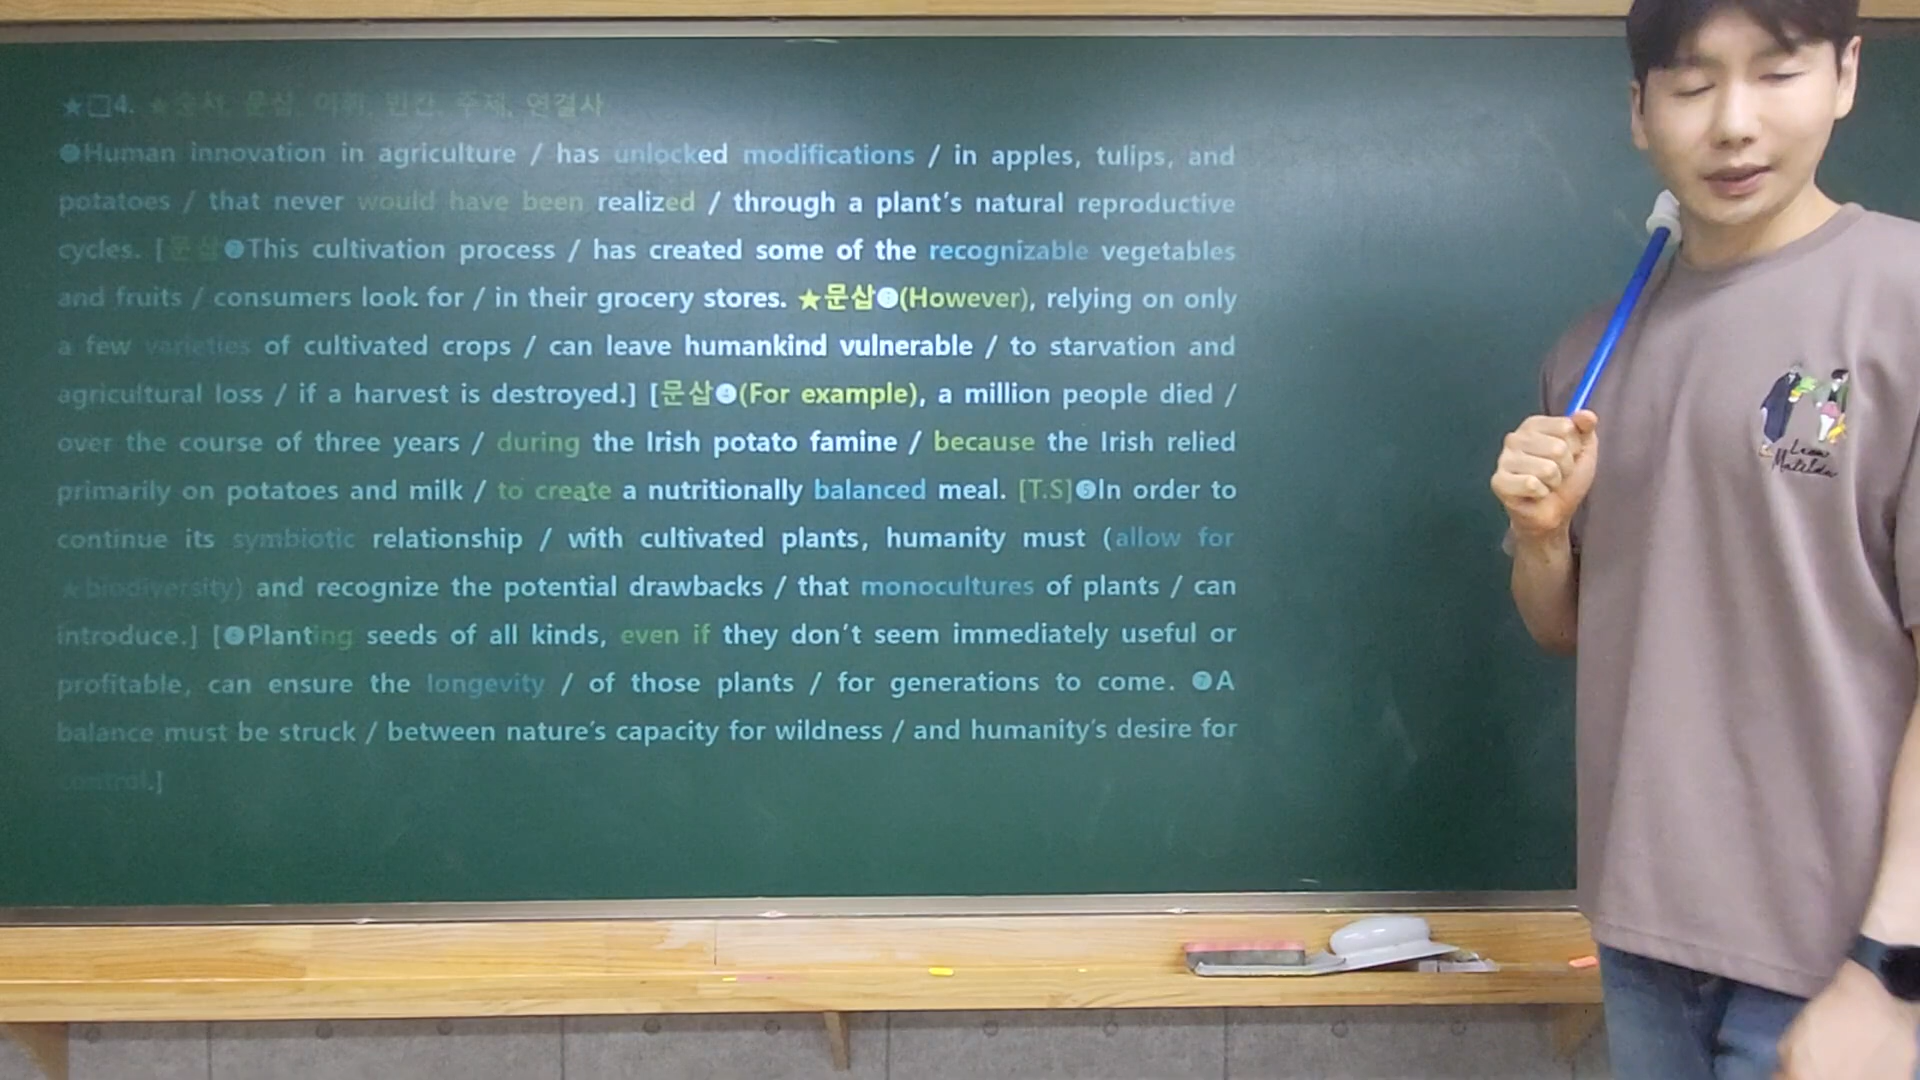 ★□4. ★순서, 문삽, 어휘, 빈칸, 주제, 연결사
❶Human innovation in agriculture / has unlocked modifications / in apples, tulips, and
potatoes / that never would have been realized / through a plant's natural reproductive
cycles. [문삽❷This cultivation process / has created some of the recognizable vegetables
and fruits / consumers look for / in their grocery stores. ★문삽❸(However), relying on only
a few varieties of cultivated crops / can leave humankind vulnerable / to starvation and
agricultural loss / if a harvest is destroyed.] [문삽❹(For example), a million people died /
over the course of three years / during the Irish potato famine / because the Irish relied
primarily on potatoes and milk / to create a nutritionally balanced meal. [T.S]❺In order to
continue its symbiotic relationship / with cultivated plants, humanity must (allow for
★biodiversity) and recognize the potential drawbacks / that monocultures of plants / can
introduce.] [❻Planting seeds of all kinds, even if they don't seem immediately useful or
profitable, can ensure the longevity / of those plants / for generations to come. ❼A
balance must be struck / between nature's capacity for wildness / and humanity's desire for
control.]
Leon
Matilda